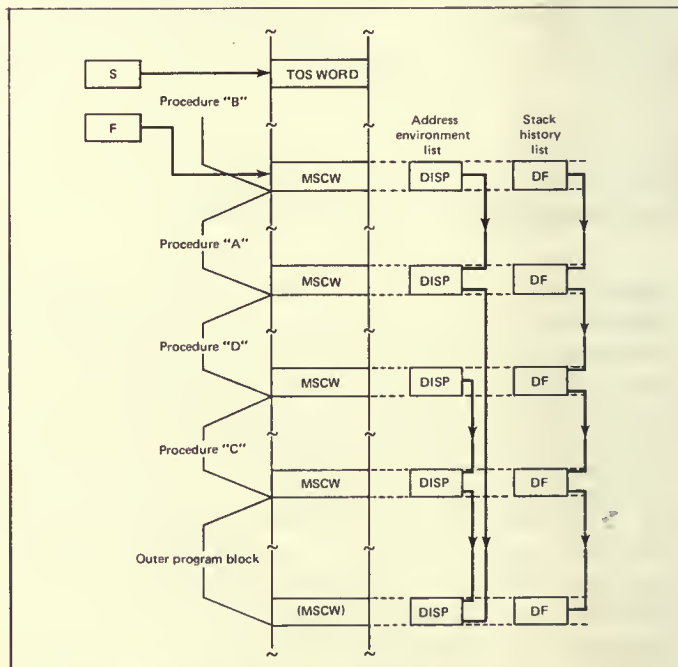 S
TOS WORD
Procedure "B"
F
Address
environment
list
Stack
history
list
MSCW
DISP
DF
Procedure "A"
MSCW
DISP
DF
Procedure "D"
MSCW
DISP
DF
Procedure "C"
MSCW
DISP
DF
Outer program block
(MSCW)
DISP
DF